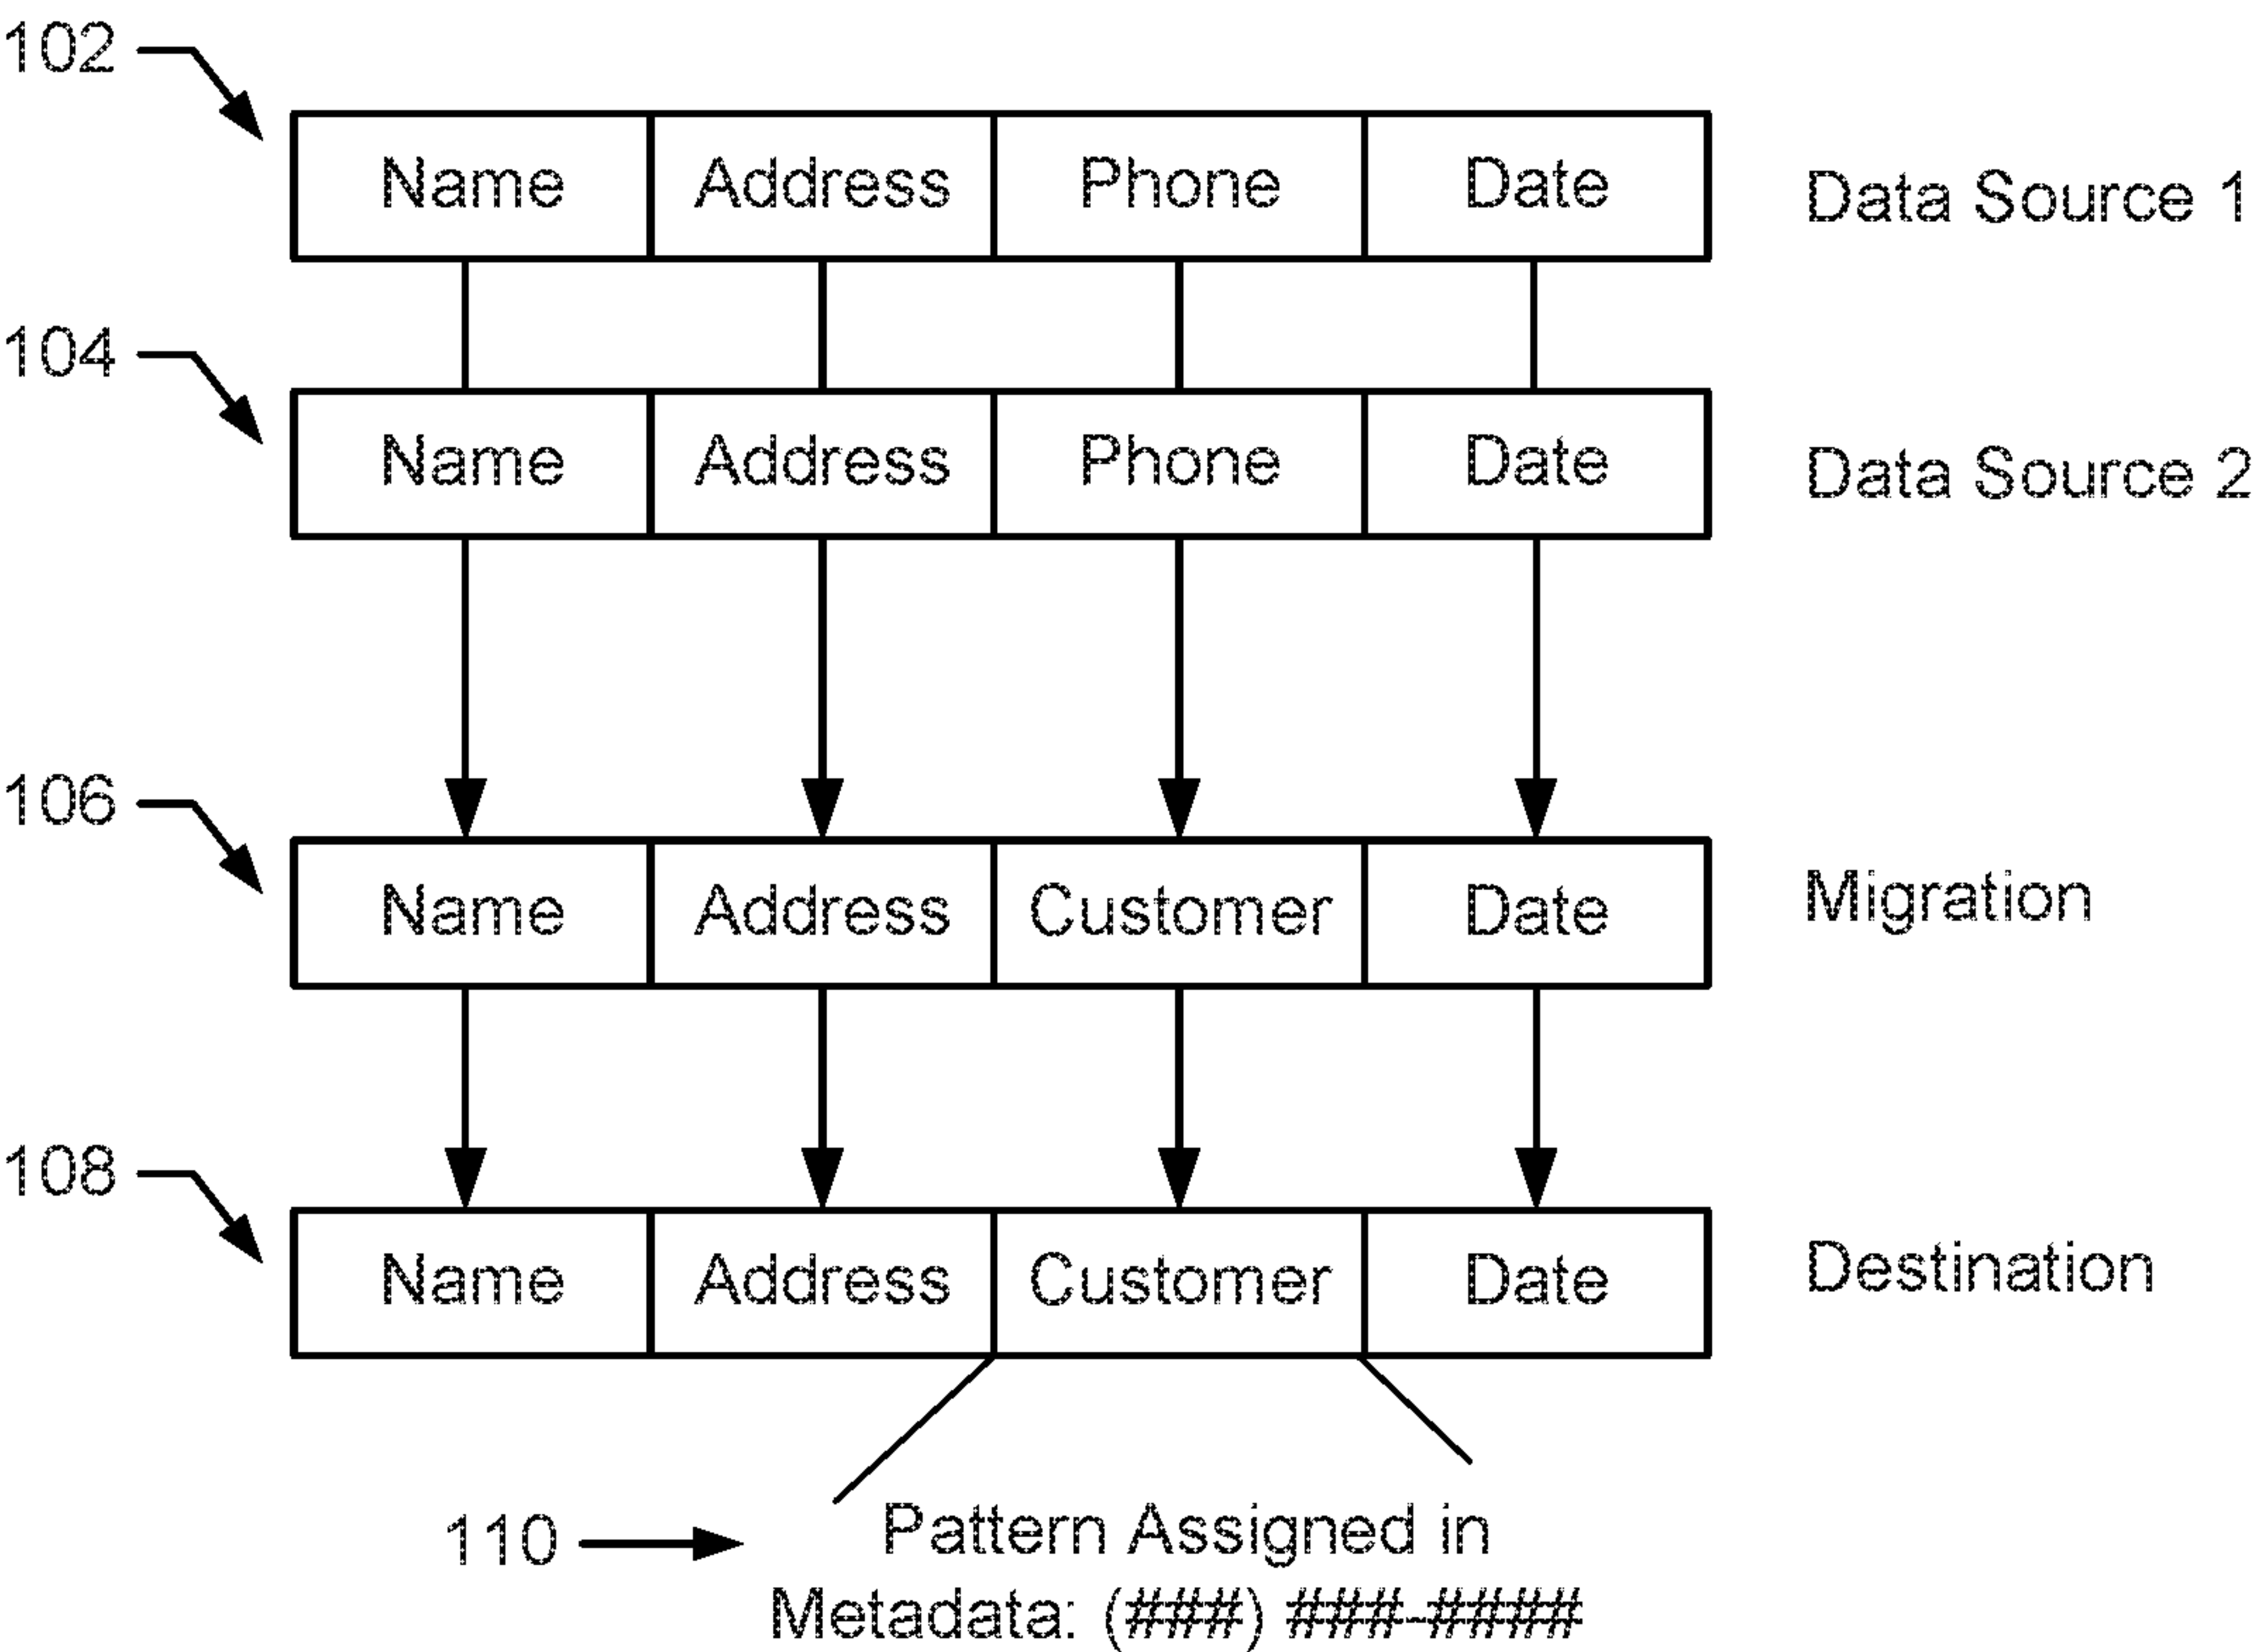 102
Name Address Phone Date Data Source 1
104
Name Address Phone Date Data Source 2
106
Name Address Customer Date Migration
108
Name Address Customer Date Destination
110 Pattern Assigned in
Metadata: (###) ###-####